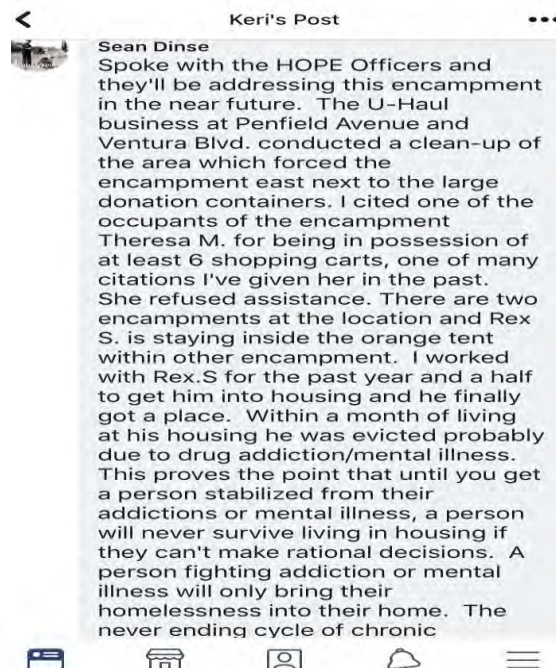 Keri's Post
Sean Dinse
Spoke with the HOPE Officers and
they'll be addressing this encampment
in the near future.  The U-Haul
business at Penfield Avenue and
Ventura Blvd. conducted a clean-up of
the area which forced the
encampment east next to the large
donation containers. I cited one of the
occupants of the encampment
Theresa M. for being in possession of
at least 6 shopping carts, one of many
citations I've given her in the past.
She refused assistance. There are two
encampments at the location and Rex
S. is staying inside the orange tent
within other encampment.  I worked
with Rex.S for the past year and a half
to get him into housing and he finally
got a place.  Within a month of living
at his housing he was evicted probably
due to drug addiction/mental illness.
This proves the point that until you get
a person stabilized from their
addictions or mental illness, a person
will never survive living in housing if
they can't make rational decisions.  A
person fighting addiction or mental
illness will only bring their
homelessness into their home.  The
never ending cycle of chronic